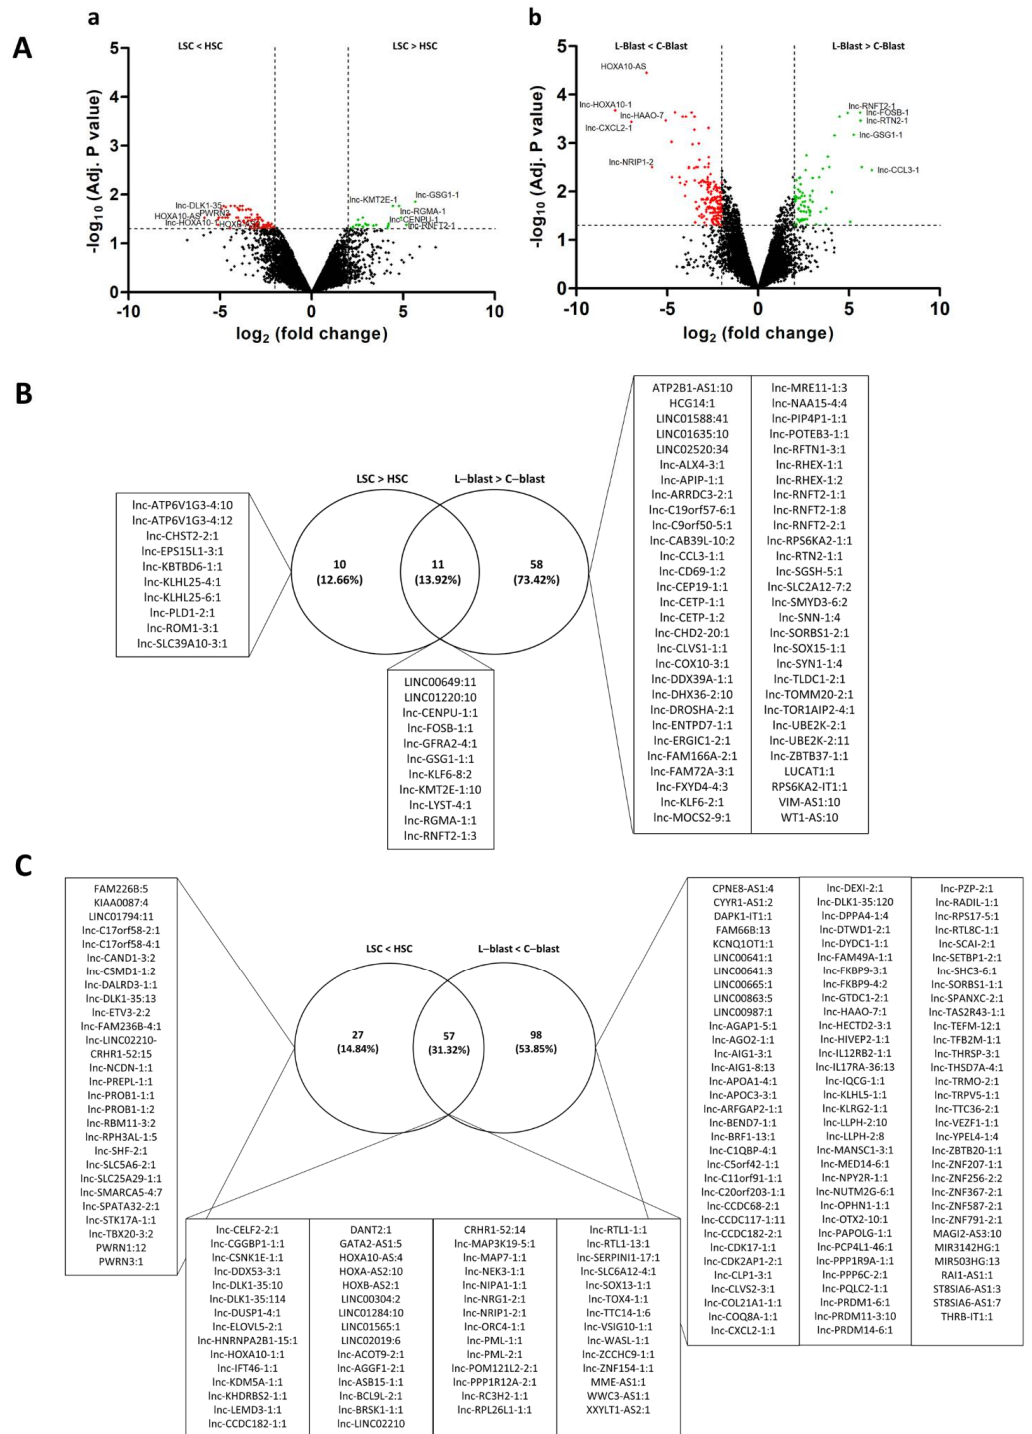 A
a
LSC < HSC
LSC > HSC
5
4
3
2
1
0
-log10 (Adj. P value)
lnc-DLK1-35
HOXA10-AS
PWRN3
lnc-HOXA10-1
lnc-KMT2E-1
lnc-GSG1-1
lnc-RGMA-1
lnc-CENPU-1
lnc-RNFT2-1
-10 -5 0 5 10
log2 (fold change)
b
L-Blast < C-Blast
L-Blast > C-Blast
5
4
3
2
1
0
-log10 (Adj. P value)
HOXA10-AS
lnc-HOXA10-1
lnc-HAAO-7
lnc-CXCL2-1
lnc-NRIP1-2
lnc-RNFT2-1
lnc-FOSB-1
lnc-RTN2-1
lnc-GSG1-1
lnc-CCL3-1
-10 -5 0 5 10
log2 (fold change)
B
LSC > HSC
L–blast > C–blast
10
(12.66%)
11
(13.92%)
58
(73.42%)
lnc-ATP6V1G3-4:10
lnc-ATP6V1G3-4:12
lnc-CHST2-2:1
lnc-EPS15L1-3:1
lnc-KBTBD6-1:1
lnc-KLHL25-4:1
lnc-KLHL25-6:1
lnc-PLD1-2:1
lnc-ROM1-3:1
lnc-SLC39A10-3:1
LINC00649:11
LINC01220:10
lnc-CENPU-1:1
lnc-FOSB-1:1
lnc-GFRA2-4:1
lnc-GSG1-1:1
lnc-KLF6-8:2
lnc-KMT2E-1:10
lnc-LYST-4:1
lnc-RGMA-1:1
lnc-RNFT2-1:3
ATP2B1-AS1:10
HCG14:1
LINC01588:41
LINC01635:10
LINC02520:34
lnc-ALX4-3:1
lnc-APIP-1:1
lnc-ARRDC3-2:1
lnc-C19orf57-6:1
lnc-C9orf50-5:1
lnc-CAB39L-10:2
lnc-CCL3-1:1
lnc-CD69-1:2
lnc-CEP19-1:1
lnc-CETP-1:1
lnc-CETP-1:2
lnc-CHD2-20:1
lnc-CLVS1-1:1
lnc-COX10-3:1
lnc-DDX39A-1:1
lnc-DHX36-2:10
lnc-DROSHA-2:1
lnc-ENTPD7-1:1
lnc-ERGIC1-2:1
lnc-FAM166A-2:1
lnc-FAM72A-3:1
lnc-FXYD4-4:3
lnc-KLF6-2:1
lnc-MOCS2-9:1
lnc-MRE11-1:3
lnc-NAA15-4:4
lnc-PIP4P1-1:1
lnc-POTEB3-1:1
lnc-RFTN1-3:1
lnc-RHEX-1:1
lnc-RHEX-1:2
lnc-RNFT2-1:1
lnc-RNFT2-1:8
lnc-RNFT2-2:1
lnc-RPS6KA2-1:1
lnc-RTN2-1:1
lnc-SGSH-5:1
lnc-SLC2A12-7:2
lnc-SMYD3-6:2
lnc-SNN-1:4
lnc-SORBS1-2:1
lnc-SOX15-1:1
lnc-SYN1-1:4
lnc-TLDC1-2:1
lnc-TOMM20-2:1
lnc-TOR1AIP2-4:1
lnc-UBE2K-2:1
lnc-UBE2K-2:11
lnc-ZBTB37-1:1
LUCAT1:1
RPS6KA2-IT1:1
VIM-AS1:10
WT1-AS:10
C
LSC < HSC
L–blast < C–blast
27
(14.84%)
57
(31.32%)
98
(53.85%)
FAM226B:5
KIAA0087:4
LINC01794:11
lnc-C17orf58-2:1
lnc-C17orf58-4:1
lnc-CAND1-3:2
lnc-CSMD1-1:2
lnc-DALRD3-1:1
lnc-DLK1-35:13
lnc-ETV3-2:2
lnc-FAM236B-4:1
lnc-LINC02210-
CRHR1-52:15
lnc-NCDN-1:1
lnc-PREPL-1:1
lnc-PROB1-1:1
lnc-PROB1-1:2
lnc-RBM11-3:2
lnc-RPH3AL-1:5
lnc-SHF-2:1
lnc-SLC5A6-2:1
lnc-SLC25A29-1:1
lnc-SMARCA5-4:7
lnc-SPATA32-2:1
lnc-STK17A-1:1
lnc-TBX20-3:2
PWRN1:12
PWRN3:1
lnc-CELF2-2:1
lnc-CGGBP1-1:1
lnc-CSNK1E-1:1
lnc-DDX53-3:1
lnc-DLK1-35:10
lnc-DLK1-35:114
lnc-DUSP1-4:1
lnc-ELOVL5-2:1
lnc-HNRNPA2B1-15:1
lnc-HOXA10-1:1
lnc-IFT46-1:1
lnc-KDM5A-1:1
lnc-KHDRBS2-1:1
lnc-LEMD3-1:1
lnc-CCDC182-1:1
DANT2:1
GATA2-AS1:5
HOXA10-AS:4
HOXA-AS2:10
HOXB-AS2:1
LINC00304:2
LINC01284:10
LINC01565:1
LINC02019:6
lnc-ACOT9-2:1
lnc-AGGF1-2:1
lnc-ASB15-1:1
lnc-BCL9L-2:1
lnc-BRSK1-1:1
lnc-LINC02210
CRHR1-52:14
lnc-MAP3K19-5:1
lnc-MAP7-1:1
lnc-NEK3-1:1
lnc-NIPA1-1:1
lnc-NRG1-2:1
lnc-NRIP1-2:1
lnc-ORC4-1:1
lnc-PML-1:1
lnc-PML-2:1
lnc-POM121L2-2:1
lnc-PPP1R12A-2:1
lnc-RC3H2-1:1
lnc-RPL26L1-1:1
lnc-RTL1-1:1
lnc-RTL1-13:1
lnc-SERPINI1-17:1
lnc-SLC6A12-4:1
lnc-SOX13-1:1
lnc-TOX4-1:1
lnc-TTC14-1:6
lnc-VSIG10-1:1
lnc-WASL-1:1
lnc-ZCCHC9-1:1
lnc-ZNF154-1:1
MME-AS1:1
WWC3-AS1:1
XXYLT1-AS2:1
CPNE8-AS1:4
CYYR1-AS1:2
DAPK1-IT1:1
FAM66B:13
KCNQ1OT1:1
LINC00641:1
LINC00641:3
LINC00665:1
LINC00863:5
LINC00987:1
lnc-AGAP1-5:1
lnc-AGO2-1:1
lnc-AIG1-3:1
lnc-AIG1-8:13
lnc-APOA1-4:1
lnc-APOC3-3:1
lnc-ARFGAP2-1:1
lnc-BEND7-1:1
lnc-BRF1-13:1
lnc-C1QBP-4:1
lnc-C5orf42-1:1
lnc-C11orf91-1:1
lnc-C20orf203-1:1
lnc-CCDC68-2:1
lnc-CCDC117-1:11
lnc-CCDC182-2:1
lnc-CDK17-1:1
lnc-CDK2AP1-2:1
lnc-CLP1-3:1
lnc-CLVS2-3:1
lnc-COL21A1-1:1
lnc-COQ8A-1:1
lnc-CXCL2-1:1
lnc-DEXI-2:1
lnc-DLK1-35:120
lnc-DPPA4-1:4
lnc-DTWD1-2:1
lnc-DYDC1-1:1
lnc-FAM49A-1:1
lnc-FKBP9-3:1
lnc-FKBP9-4:2
lnc-GTDC1-2:1
lnc-HAAO-7:1
lnc-HECTD2-3:1
lnc-HIVEP2-1:1
lnc-IL12RB2-1:1
lnc-IL17RA-36:13
lnc-IQCG-1:1
lnc-KLHL5-1:1
lnc-KLRG2-1:1
lnc-LLPH-2:10
lnc-LLPH-2:8
lnc-MANSC1-3:1
lnc-MED14-6:1
lnc-NPY2R-1:1
lnc-NUTM2G-6:1
lnc-OPHN1-1:1
lnc-OTX2-10:1
lnc-PAPOLG-1:1
lnc-PCP4L1-46:1
lnc-PPP1R9A-1:1
lnc-PPP6C-2:1
lnc-PQLC2-1:1
lnc-PRDM1-6:1
lnc-PRDM11-3:10
lnc-PRDM14-6:1
lnc-PZP-2:1
lnc-RADIL-1:1
lnc-RPS17-5:1
lnc-RTL8C-1:1
lnc-SCAI-2:1
lnc-SETBP1-2:1
lnc-SHC3-6:1
lnc-SORBS1-1:1
lnc-SPANXC-2:1
lnc-TAS2R43-1:1
lnc-TEFM-12:1
lnc-TFB2M-1:1
lnc-THRSP-3:1
lnc-THSD7A-4:1
lnc-TRMO-2:1
lnc-TRPV5-1:1
lnc-TTC36-2:1
lnc-VEZF1-1:1
lnc-YPEL4-1:4
lnc-ZBTB20-1:1
lnc-ZNF207-1:1
lnc-ZNF256-2:2
lnc-ZNF367-2:1
lnc-ZNF587-2:1
lnc-ZNF791-2:1
MAGI2-AS3:10
MIR3142HG:1
MIR503HG:13
RAI1-AS1:1
ST8SIA6-AS1:3
ST8SIA6-AS1:7
THRB-IT1:1